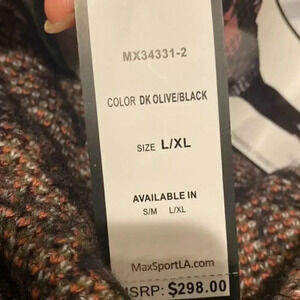 MX34331-2
COLOR DK OLIVE/BLACK
SIZE L/XL
AVAILABLE IN
S/M L/XL
MaxSportLA.com
MSRP: $298.00